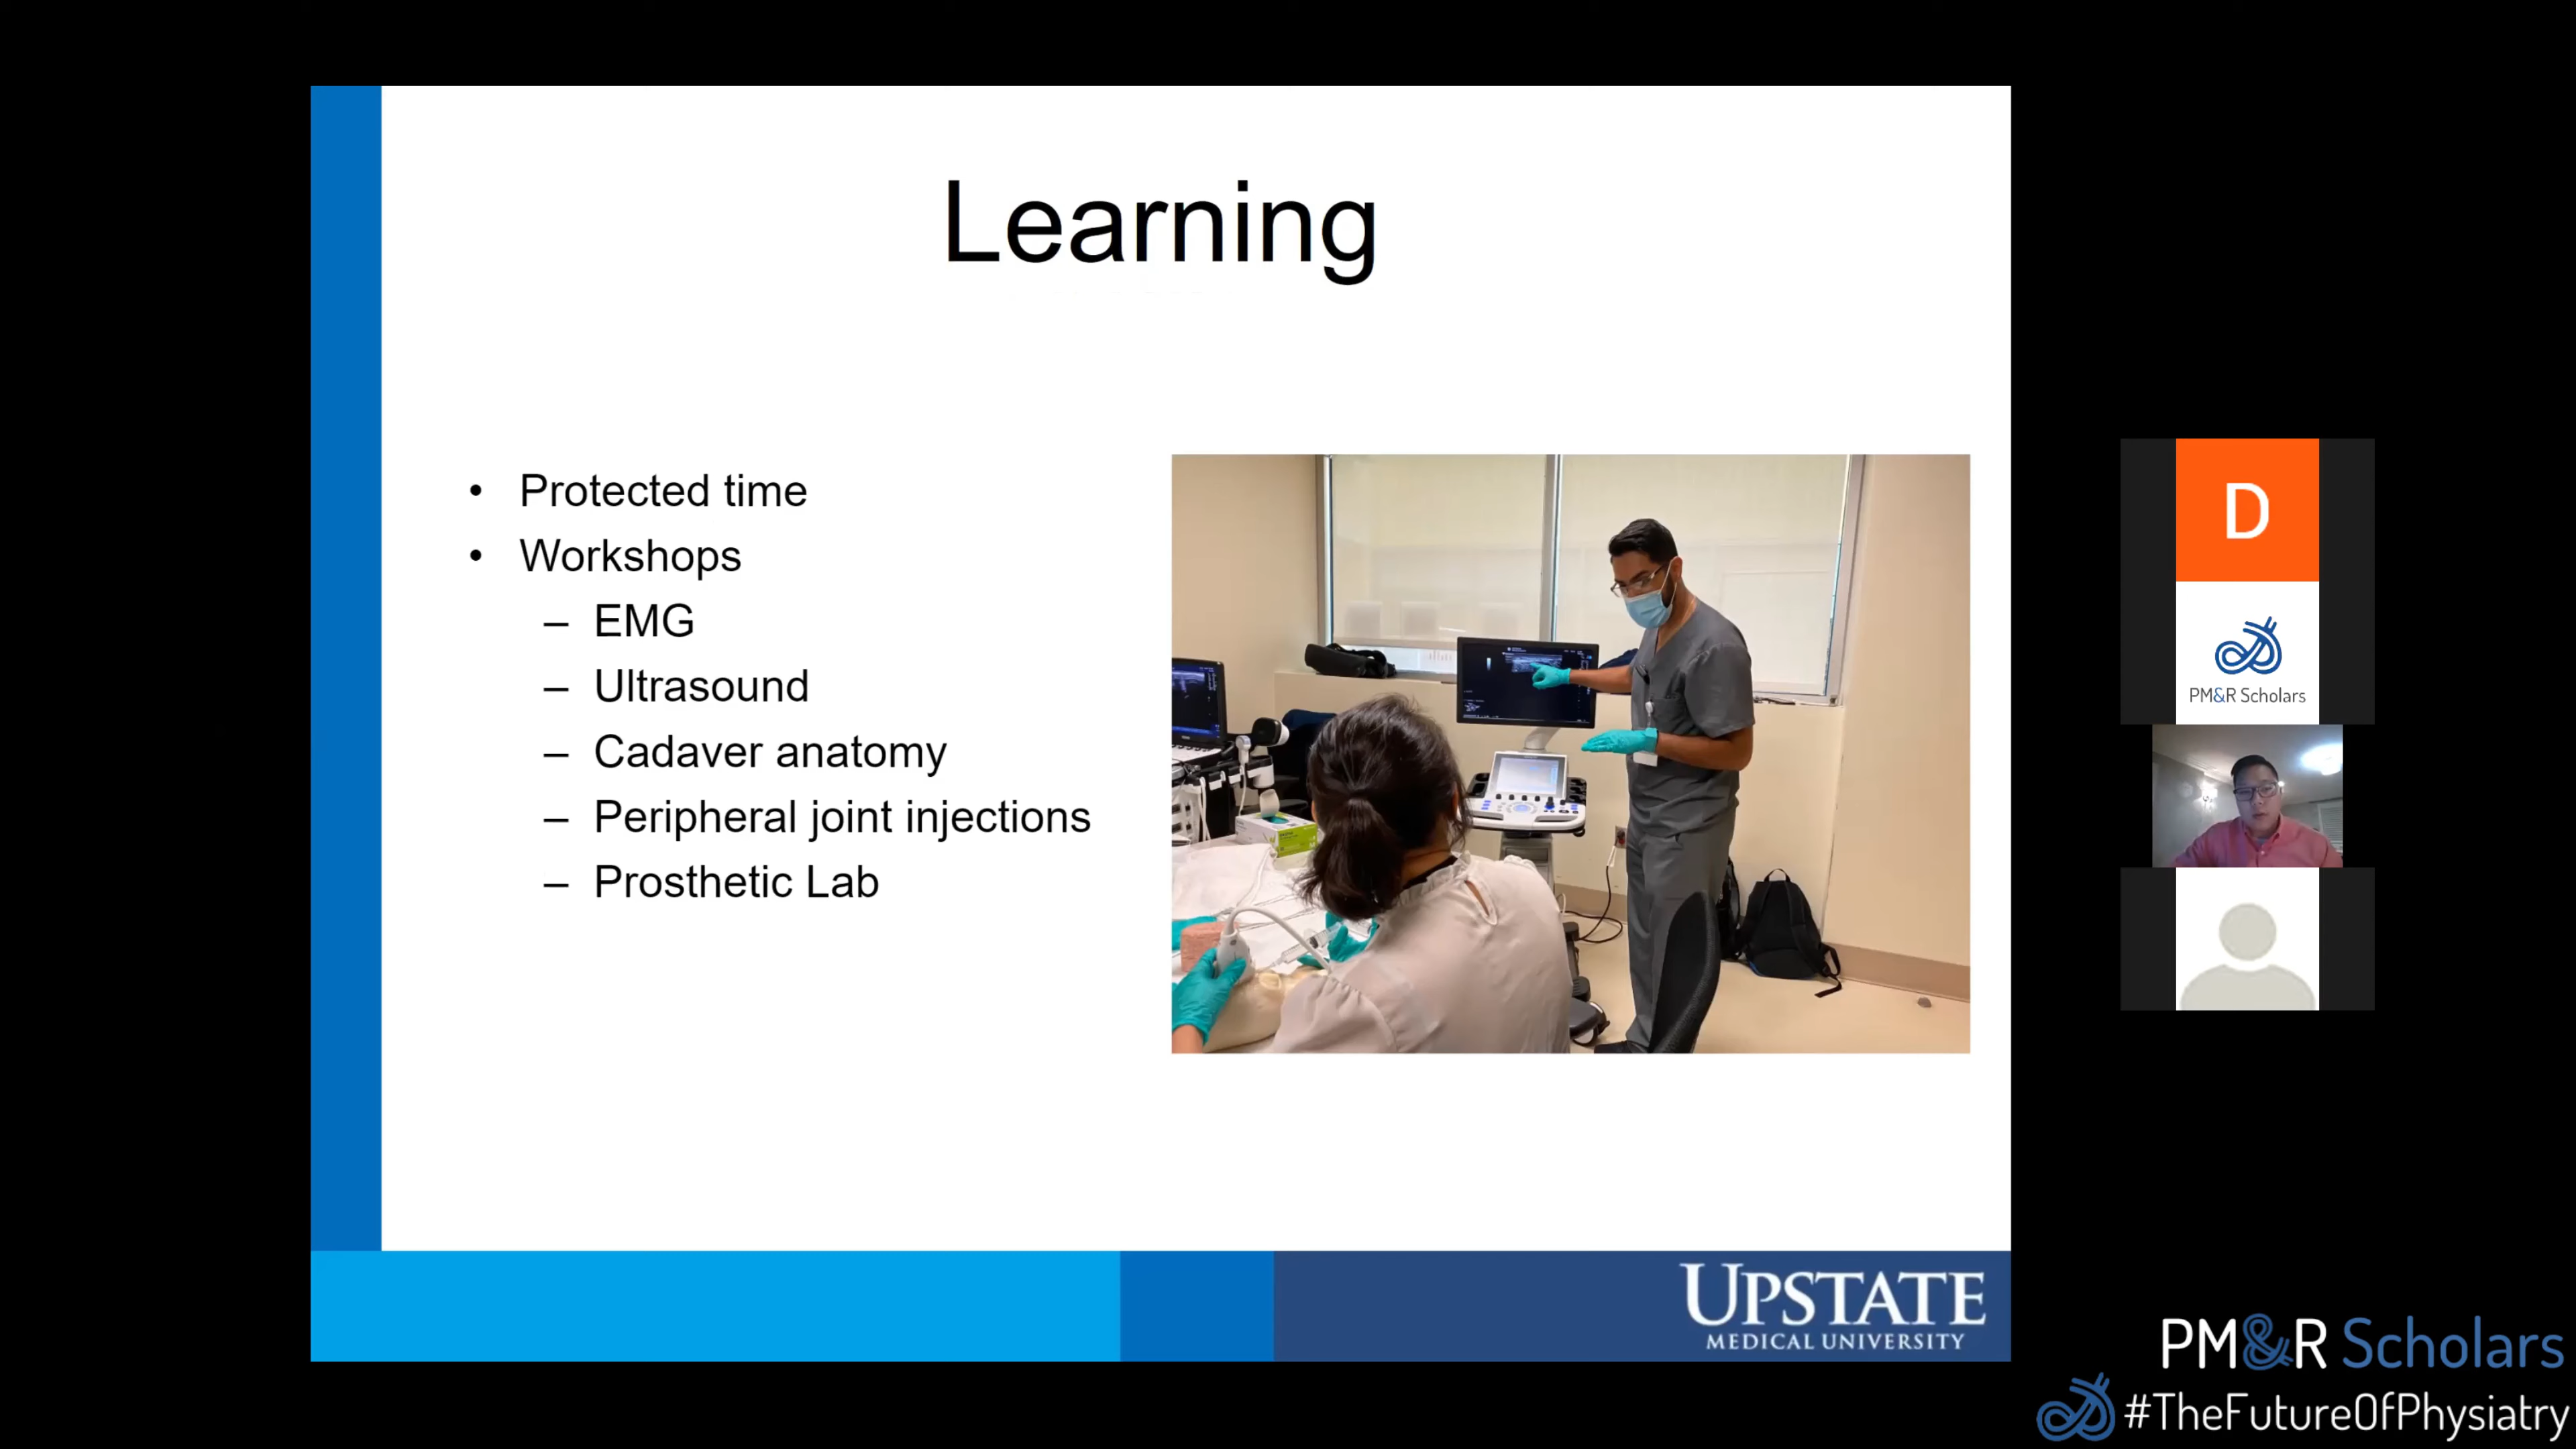 Learning
• Protected time
• Workshops
– EMG
– Ultrasound
– Cadaver anatomy
– Peripheral joint injections
– Prosthetic Lab
UPSTATE
MEDICAL UNIVERSITY
D
PM&R Scholars
PM&R Scholars
#TheFutureOfPhysiatry